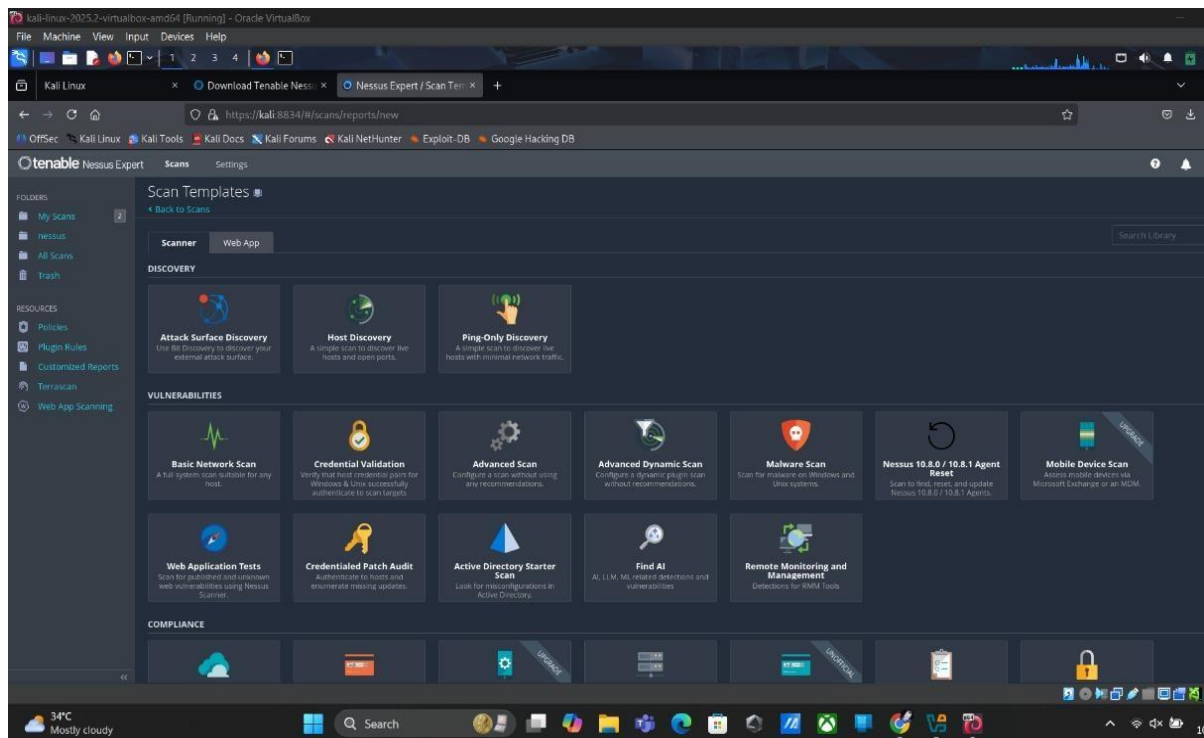 kali-linux-2025.2-virtualbox-amd64 [Running] - Oracle VirtualBox
File Machine View Input Devices Help
1 2 3 4
Kali Linux × Download Tenable Nessu × Nessus Expert / Scan Tem × +
https://kali:8834/#/scans/reports/new
OffSec Kali Linux Kali Tools Kali Docs Kali Forums Kali NetHunter Exploit-DB Google Hacking DB
tenable Nessus Expert Scans Settings
FOLDERS
My Scans 2
nessus
All Scans
Trash
RESOURCES
Policies
Plugin Rules
Customized Reports
Terrascan
Web App Scanning
Scan Templates
Back to Scans
Scanner Web App
Search Library
DISCOVERY
Attack Surface Discovery
Use Bit Discovery to discover your
external attack surface.
Host Discovery
A simple scan to discover live
hosts and open ports.
Ping-Only Discovery
A simple scan to discover live
hosts with minimal network traffic.
VULNERABILITIES
Basic Network Scan
A full system scan suitable for any
host.
Credential Validation
Verify that host credential pairs for
Windows & Unix successfully
authenticate to scan targets
Advanced Scan
Configure a scan without using
any recommendations.
Advanced Dynamic Scan
Configure a dynamic plugin scan
without recommendations.
Malware Scan
Scan for malware on Windows and
Unix systems.
Nessus 10.8.0 / 10.8.1 Agent
Reset
Scan to find, reset, and update
Nessus 10.8.0 / 10.8.1 Agents.
UPGRADE
Mobile Device Scan
Assess mobile devices via
Microsoft Exchange or an MDM.
Web Application Tests
Scan for published and unknown
web vulnerabilities using Nessus
Scanner.
Credentialed Patch Audit
Authenticate to hosts and
enumerate missing updates.
Active Directory Starter
Scan
Look for misconfigurations in
Active Directory.
Find AI
AI, LLM, ML related detections and
vulnerabilities
Remote Monitoring and
Management
Detections for RMM Tools
COMPLIANCE
UPGRADE
UNOFFICIAL
34°C
Mostly cloudy
Search